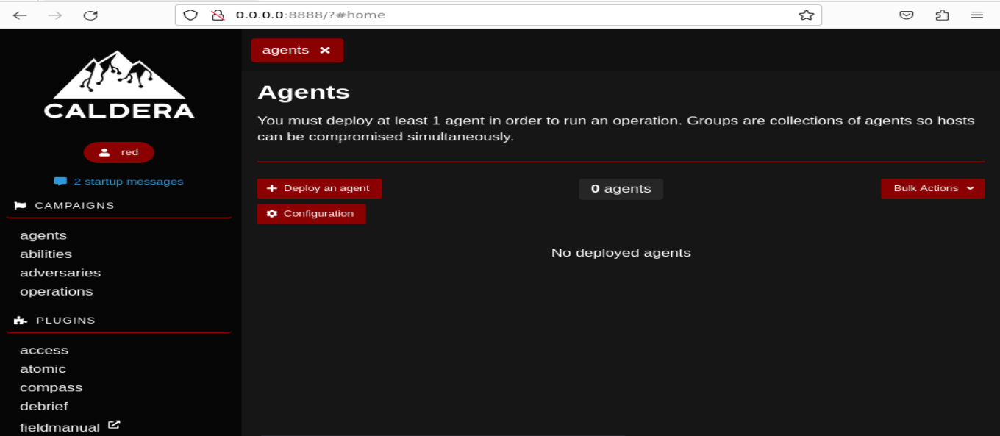 0.0.0.0:8888/?#home
CALDERA
red
2 startup messages
CAMPAIGNS
agents
abilities
adversaries
operations
PLUGINS
access
atomic
compass
debrief
fieldmanual
agents
Agents
You must deploy at least 1 agent in order to run an operation. Groups are collections of agents so hosts
can be compromised simultaneously.
Deploy an agent
0 agents
Bulk Actions
Configuration
No deployed agents